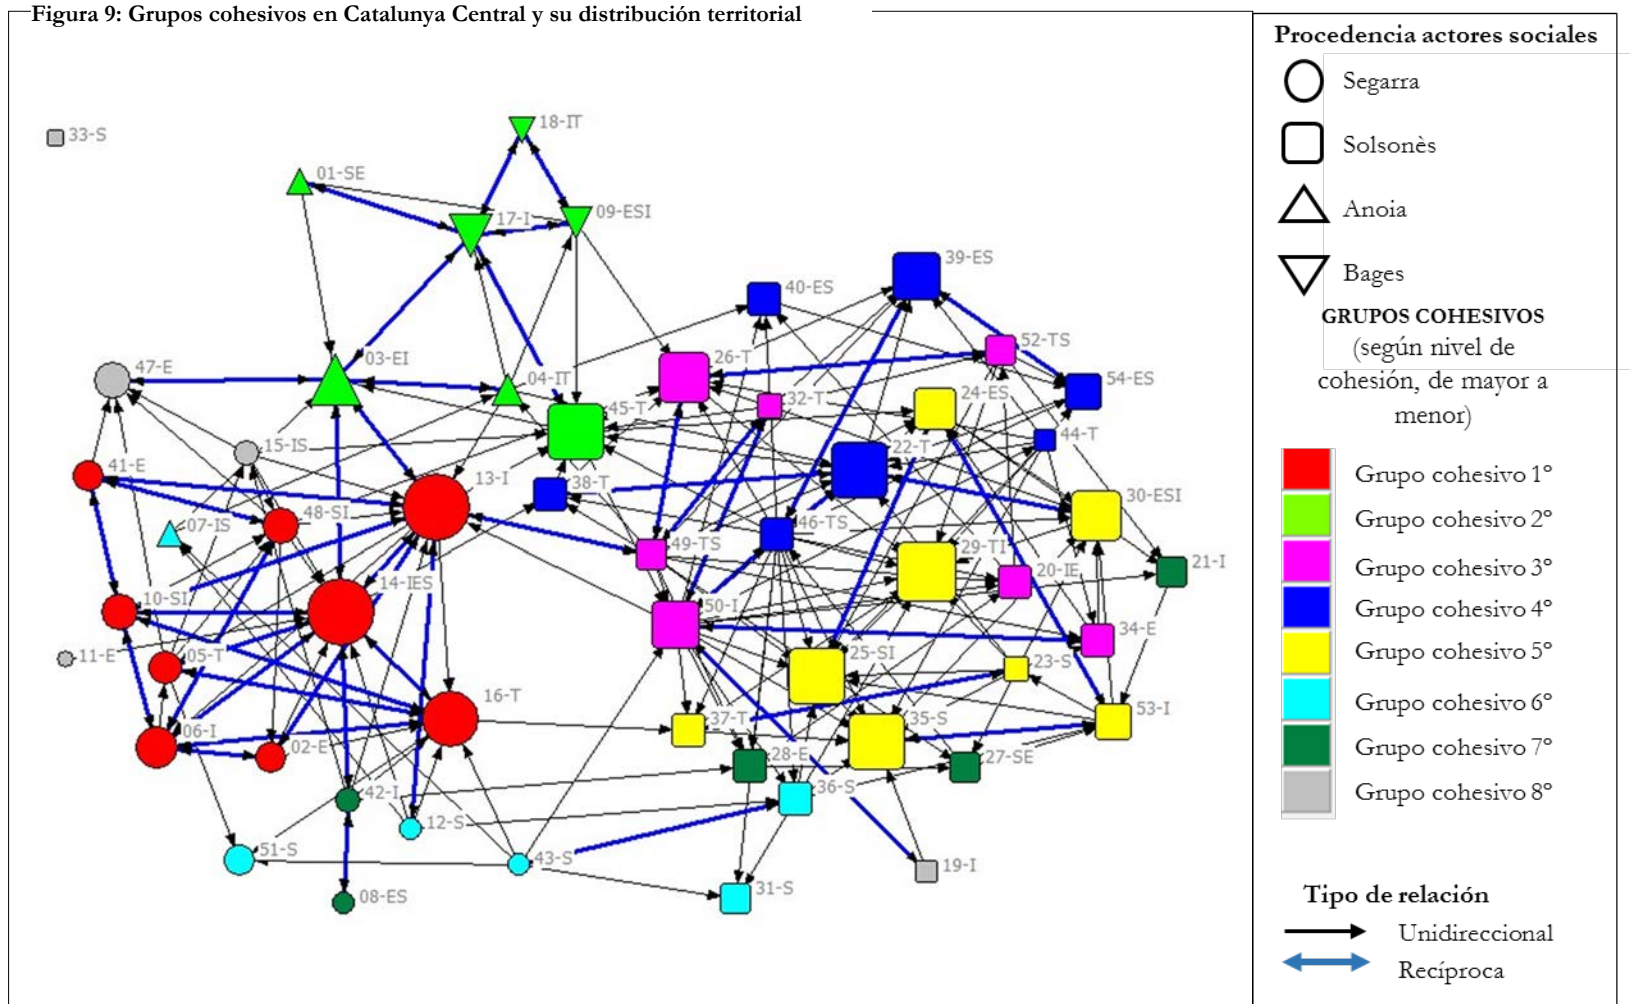 Figura 9: Grupos cohesivos en Catalunya Central y su distribución territorial
33-S
18-IT
01-SE
17-I
09-ESI
39-ES
40-ES
47-E
03-EI
04-IT
26-T
52-TS
54-ES
32-T
24-ES
45-T
15-IS
44-T
22-T
41-E
13-I
38-T
30-ESI
48-SI
07-IS
46-TS
49-TS
29-TI
20-IE
21-I
14-IES
10-SI
50-I
34-E
11-E
05-T
25-SI
23-S
16-T
06-I
02-E
37-T
35-S
53-I
28-E
27-SE
42-I
36-S
12-S
51-S
43-S
19-I
31-S
08-ES
Procedencia actores sociales
Segarra
Solsonès
Anoia
Bages
GRUPOS COHESIVOS
(según nivel de
cohesión, de mayor a
menor)
Grupo cohesivo 1º
Grupo cohesivo 2º
Grupo cohesivo 3º
Grupo cohesivo 4º
Grupo cohesivo 5º
Grupo cohesivo 6º
Grupo cohesivo 7º
Grupo cohesivo 8º
Tipo de relación
Unidireccional
Recíproca